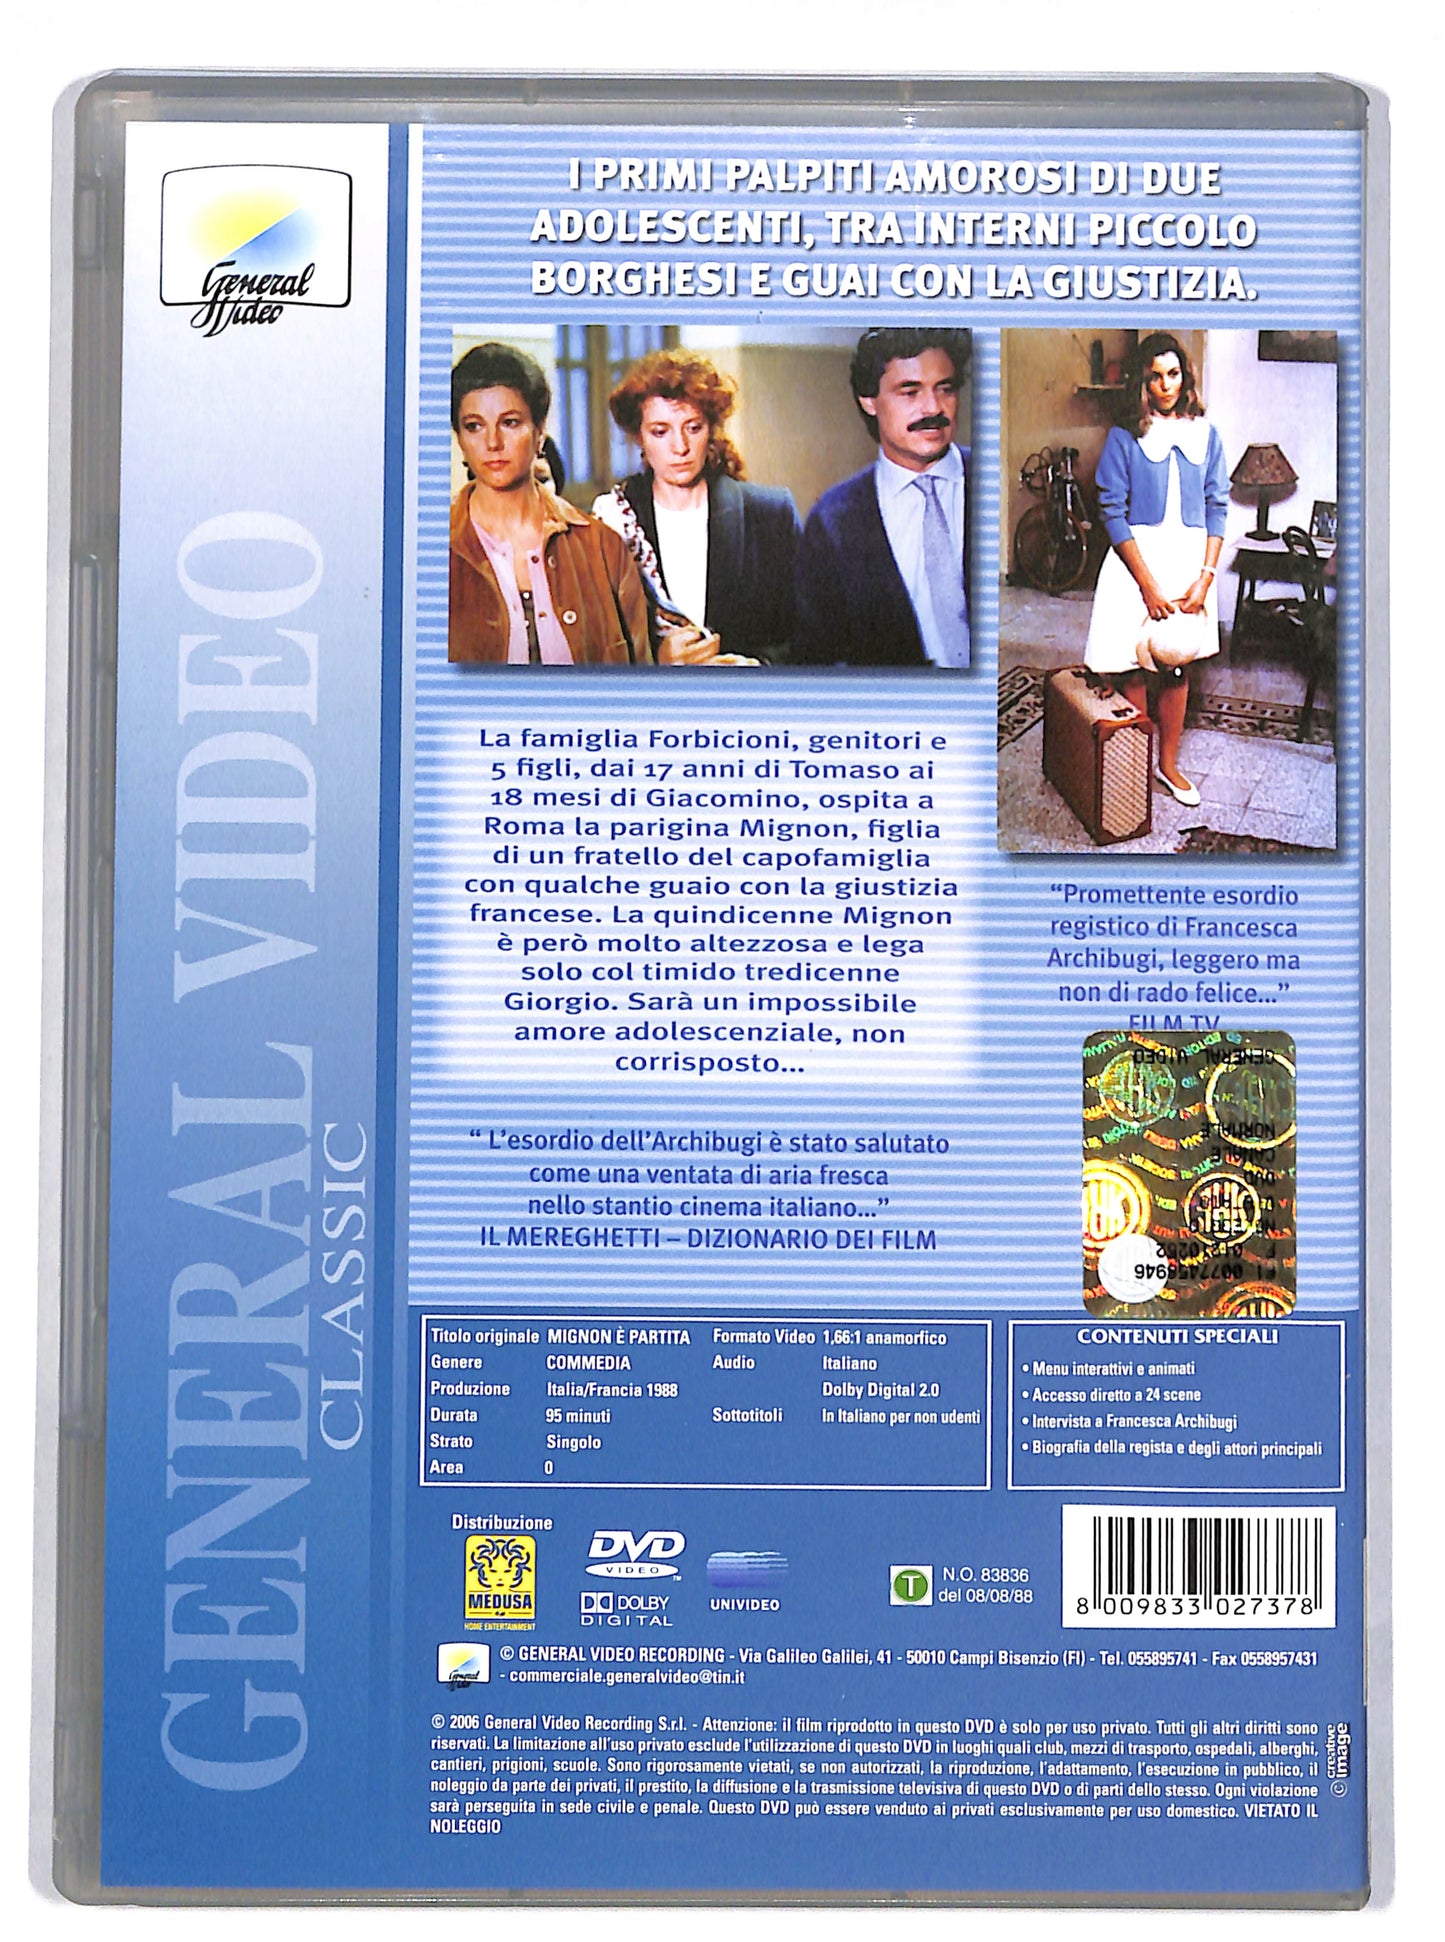 General
Video
GENERAL VIDEO
CLASSIC
I PRIMI PALPITI AMOROSI DI DUE
ADOLESCENTI, TRA INTERNI PICCOLO
BORGHESI E GUAI CON LA GIUSTIZIA.
La famiglia Forbicioni, genitori e
5 figli, dai 17 anni di Tomaso ai
18 mesi di Giacomino, ospita a
Roma la parigina Mignon, figlia
di un fratello del capofamiglia
con qualche guaio con la giustizia
francese. La quindicenne Mignon
è però molto altezzosa e lega
solo col timido tredicenne
Giorgio. Sarà un impossibile
amore adolescenziale, non
corrisposto...
“Promettente esordio
registico di Francesca
Archibugi, leggero ma
non di rado felice...”
FILM TV
“ L'esordio dell'Archibugi è stato salutato
come una ventata di aria fresca
nello stantio cinema italiano...”
IL MEREGHETTI – DIZIONARIO DEI FILM
GENERAL VIDEO
NORMALE
CANALE
DVD
Titolo originale MIGNON È PARTITA
Genere COMMEDIA
Produzione Italia/Francia 1988
Durata 95 minuti
Strato Singolo
Area 0
Formato Video 1,66:1 anamorfico
Audio Italiano
Dolby Digital 2.0
Sottotitoli In Italiano per non udenti
CONTENUTI SPECIALI
• Menu interattivi e animati
• Accesso diretto a 24 scene
• Intervista a Francesca Archibugi
• Biografia della regista e degli attori principali
Distribuzione
MEDUSA
HOME ENTERTAINMENT
DVD
VIDEO
TM
DOLBY
DIGITAL
UNIVIDEO
T
N.O. 83836
del 08/08/88
8 009833 027378
General
Video
© GENERAL VIDEO RECORDING - Via Galileo Galilei, 41 - 50010 Campi Bisenzio (FI) - Tel. 055895741 - Fax 0558957431
- commerciale.generalvideo@tin.it
© 2006 General Video Recording S.r.l. - Attenzione: il film riprodotto in questo DVD è solo per uso privato. Tutti gli altri diritti sono
riservati. La limitazione all'uso privato esclude l'utilizzazione di questo DVD in luoghi quali club, mezzi di trasporto, ospedali, alberghi,
cantieri, prigioni, scuole. Sono rigorosamente vietati, se non autorizzati, la riproduzione, l'adattamento, l'esecuzione in pubblico, il
noleggio da parte dei privati, il prestito, la diffusione e la trasmissione televisiva di questo DVD o di parti dello stesso. Ogni violazione
sarà perseguita in sede civile e penale. Questo DVD può essere venduto ai privati esclusivamente per uso domestico. VIETATO IL
NOLEGGIO
© creative
image